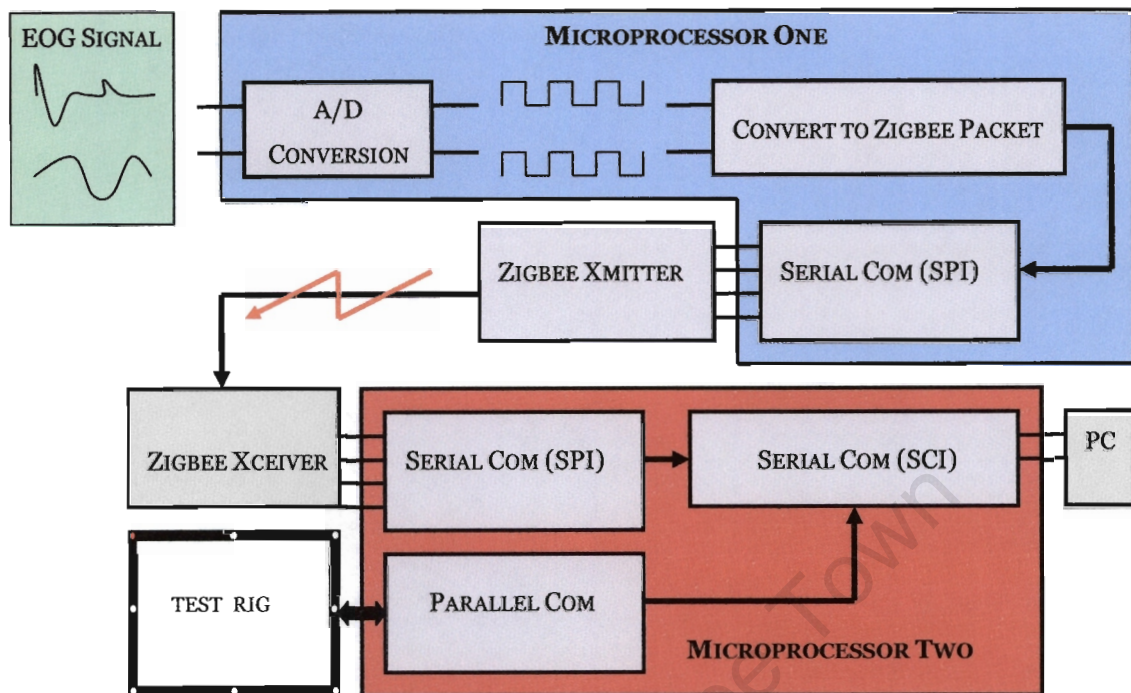 EOG SIGNAL
MICROPROCESSOR ONE
A/D
CONVERSION
CONVERT TO ZIGBEE PACKET
ZIGBEE XMITTER
SERIAL COM (SPI)
ZIGBEE XCEIVER
SERIAL COM (SPI)
SERIAL COM (SCI)
PC
TEST RIG
PARALLEL COM
MICROPROCESSOR TWO
Town